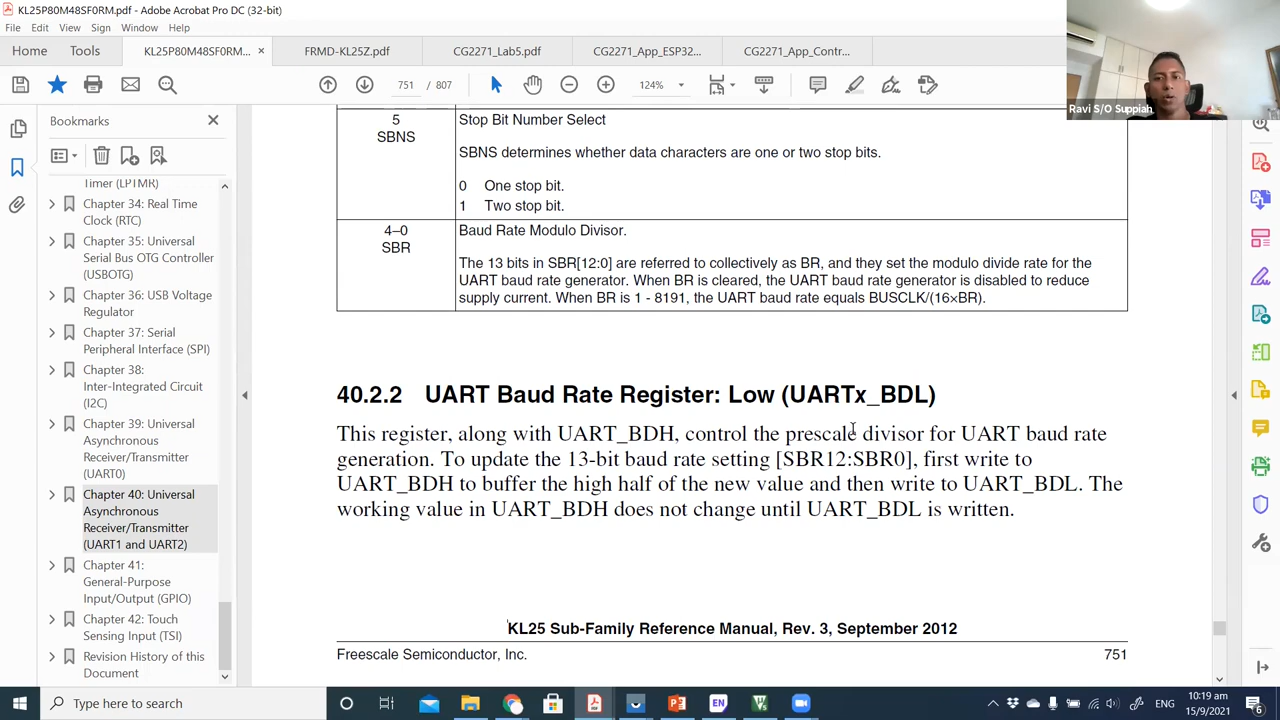 KL25P80M48SF0RM.pdf - Adobe Acrobat Pro DC (32-bit)
File Edit View Sign Window Help
Home Tools KL25P80M48SF0RM... × FRMD-KL25Z.pdf CG2271_Lab5.pdf CG2271_App_ESP32... CG2271_App_Contr...
751 / 807 124%
Ravi S/O Suppiah
Bookmarks
Timer (LPTMR)
Chapter 34: Real Time
Clock (RTC)
Chapter 35: Universal
Serial Bus OTG Controller
(USBOTG)
Chapter 36: USB Voltage
Regulator
Chapter 37: Serial
Peripheral Interface (SPI)
Chapter 38:
Inter-Integrated Circuit
(I2C)
Chapter 39: Universal
Asynchronous
Receiver/Transmitter
(UART0)
Chapter 40: Universal
Asynchronous
Receiver/Transmitter
(UART1 and UART2)
Chapter 41:
General-Purpose
Input/Output (GPIO)
Chapter 42: Touch
Sensing Input (TSI)
Revision History of this
Document
5
SBNS
Stop Bit Number Select
SBNS determines whether data characters are one or two stop bits.
0 One stop bit.
1 Two stop bit.
4–0
SBR
Baud Rate Modulo Divisor.
The 13 bits in SBR[12:0] are referred to collectively as BR, and they set the modulo divide rate for the
UART baud rate generator. When BR is cleared, the UART baud rate generator is disabled to reduce
supply current. When BR is 1 - 8191, the UART baud rate equals BUSCLK/(16×BR).
40.2.2 UART Baud Rate Register: Low (UARTx_BDL)
This register, along with UART_BDH, control the prescale divisor for UART baud rate
generation. To update the 13-bit baud rate setting [SBR12:SBR0], first write to
UART_BDH to buffer the high half of the new value and then write to UART_BDL. The
working value in UART_BDH does not change until UART_BDL is written.
KL25 Sub-Family Reference Manual, Rev. 3, September 2012
Freescale Semiconductor, Inc. 751
Type here to search
EN
ENG
10:19 am
15/9/2021
6